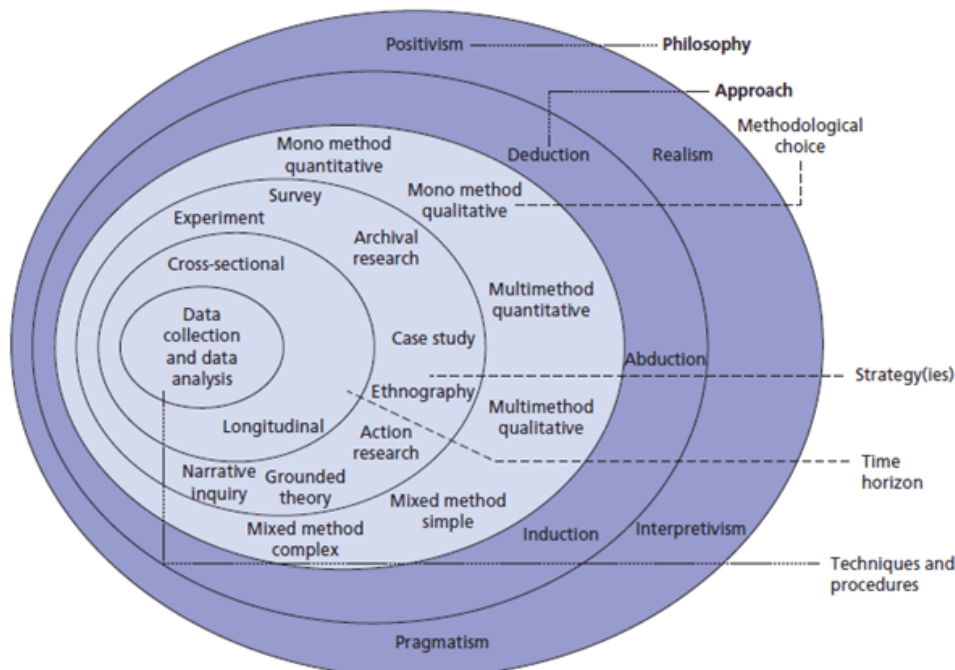 Positivism
Philosophy
Approach
Methodological
choice
Mono method
quantitative
Deduction
Realism
Mono method
qualitative
Survey
Experiment
Archival
research
Cross-sectional
Multimethod
quantitative
Data
collection
and data
analysis
Case study
Abduction
Strategy(ies)
Ethnography
Multimethod
qualitative
Longitudinal
Action
research
Time
horizon
Narrative
inquiry
Grounded
theory
Mixed method
simple
Mixed method
complex
Induction
Interpretivism
Techniques and
procedures
Pragmatism